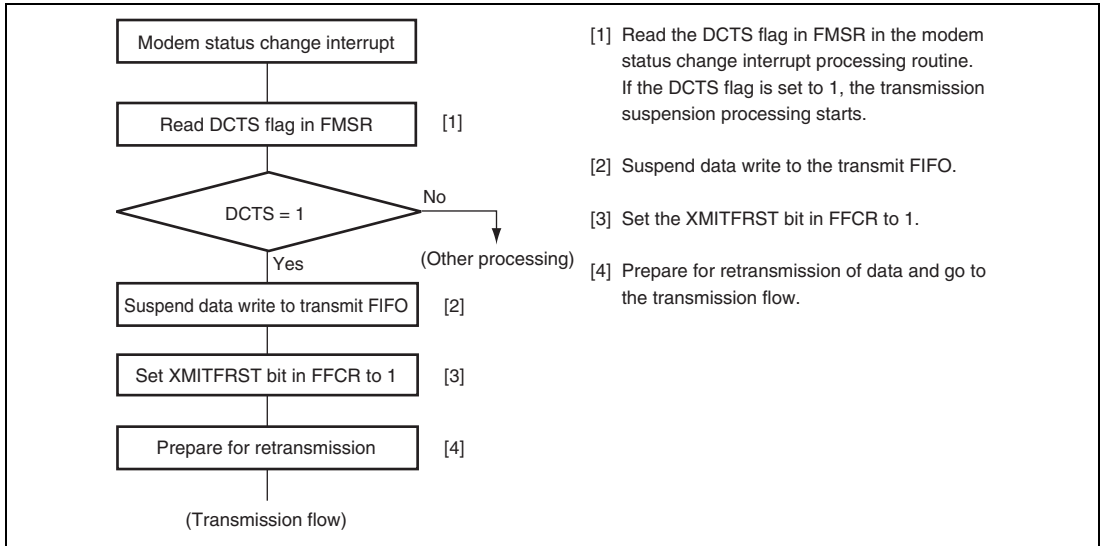 Modem status change interrupt
Read DCTS flag in FMSR
[1]
DCTS = 1
No
(Other processing)
Yes
Suspend data write to transmit FIFO
[2]
Set XMITFRST bit in FFCR to 1
[3]
Prepare for retransmission
[4]
(Transmission flow)
[1] Read the DCTS flag in FMSR in the modem
status change interrupt processing routine.
If the DCTS flag is set to 1, the transmission
suspension processing starts.
[2] Suspend data write to the transmit FIFO.
[3] Set the XMITFRST bit in FFCR to 1.
[4] Prepare for retransmission of data and go to
the transmission flow.